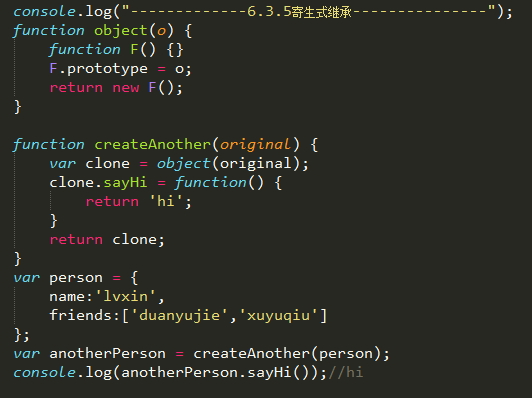 console.log("-------------6.3.5寄生式继承---------------");
function object(o) {
    function F() {}
    F.prototype = o;
    return new F();
}
function createAnother(original) {
    var clone = object(original);
    clone.sayHi = function() {
        return 'hi';
    }
    return clone;
}
var person = {
    name:'lvxin',
    friends:['duanyujie','xuyuqiu']
};
var anotherPerson = createAnother(person);
console.log(anotherPerson.sayHi());//hi